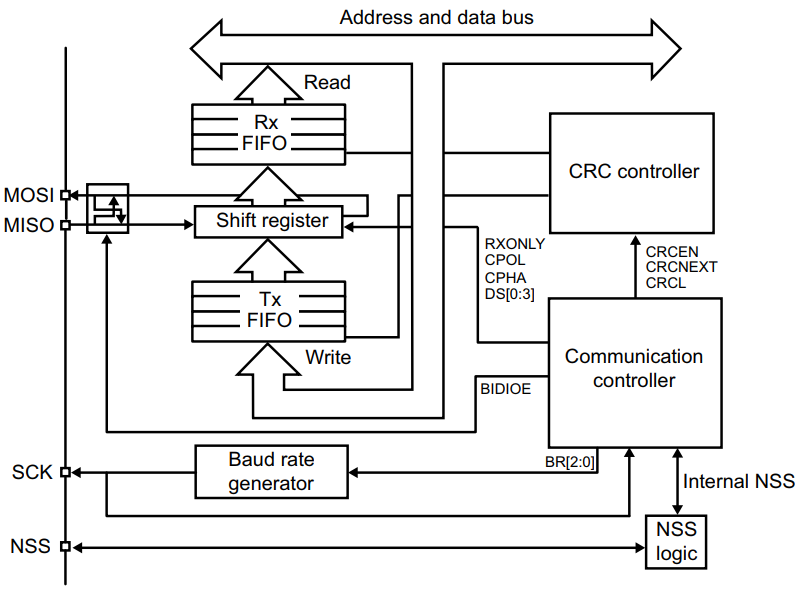 Address and data bus
Read
Rx
FIFO
CRC controller
MOSI
MISO
Shift register
RXONLY
CPOL
CPHA
DS[0:3]
CRCEN
CRCNEXT
CRCL
Tx
FIFO
Write
Communication
controller
BIDIOE
Baud rate
generator
BR[2:0]
SCK
Internal NSS
NSS
NSS
logic